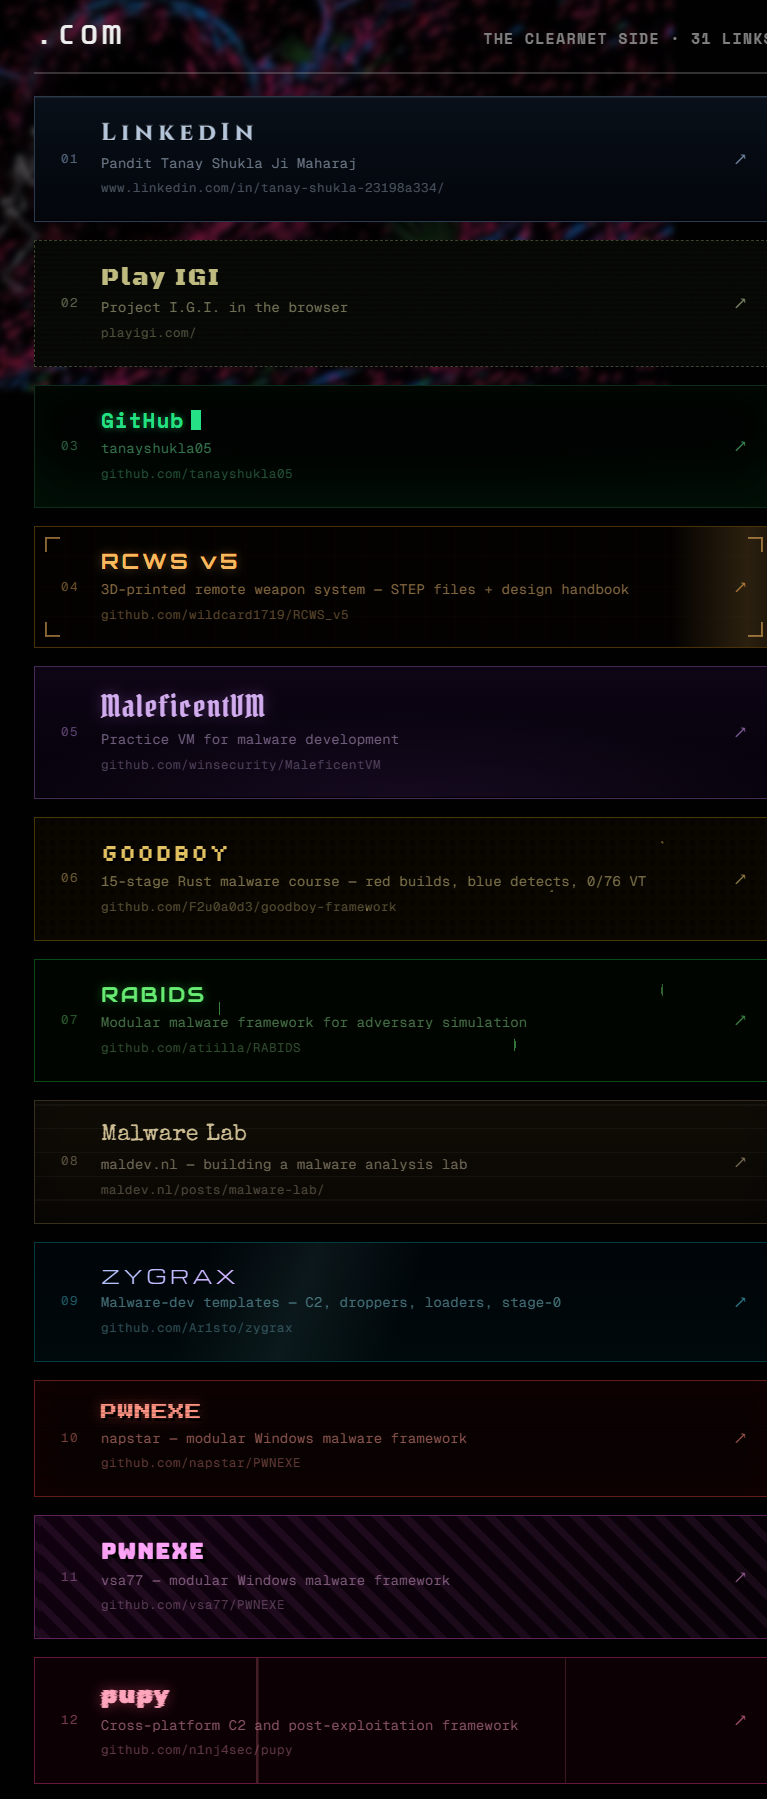 .com
THE CLEARNET SIDE · 31 LINKS
LinkedIn
01
Pandit Tanay Shukla Ji Maharaj
↗
www.linkedin.com/in/tanay-shukla-23198a334/
Play IGI
02
Project I.G.I. in the browser
↗
playigi.com/
GitHub
03
tanayshukla05
↗
github.com/tanayshukla05
RCWS v5
04
3D-printed remote weapon system — STEP files + design handbook
↗
github.com/wildcard1719/RCWS_v5
MaleficentVM
05
Practice VM for malware development
↗
github.com/winsecurity/MaleficentVM
GOODBOY
06
15-stage Rust malware course — red builds, blue detects, 0/76 VT
↗
github.com/F2u0a0d3/goodboy-framework
RABIDS
07
Modular malware framework for adversary simulation
↗
github.com/atiilla/RABIDS
Malware Lab
08
maldev.nl — building a malware analysis lab
↗
maldev.nl/posts/malware-lab/
ZYGRAX
09
Malware-dev templates — C2, droppers, loaders, stage-0
↗
github.com/Ar1sto/zygrax
PWNEXE
10
napstar — modular Windows malware framework
↗
github.com/napstar/PWNEXE
PWNEXE
11
vsa77 — modular Windows malware framework
↗
github.com/vsa77/PWNEXE
pupy
12
Cross-platform C2 and post-exploitation framework
↗
github.com/n1nj4sec/pupy